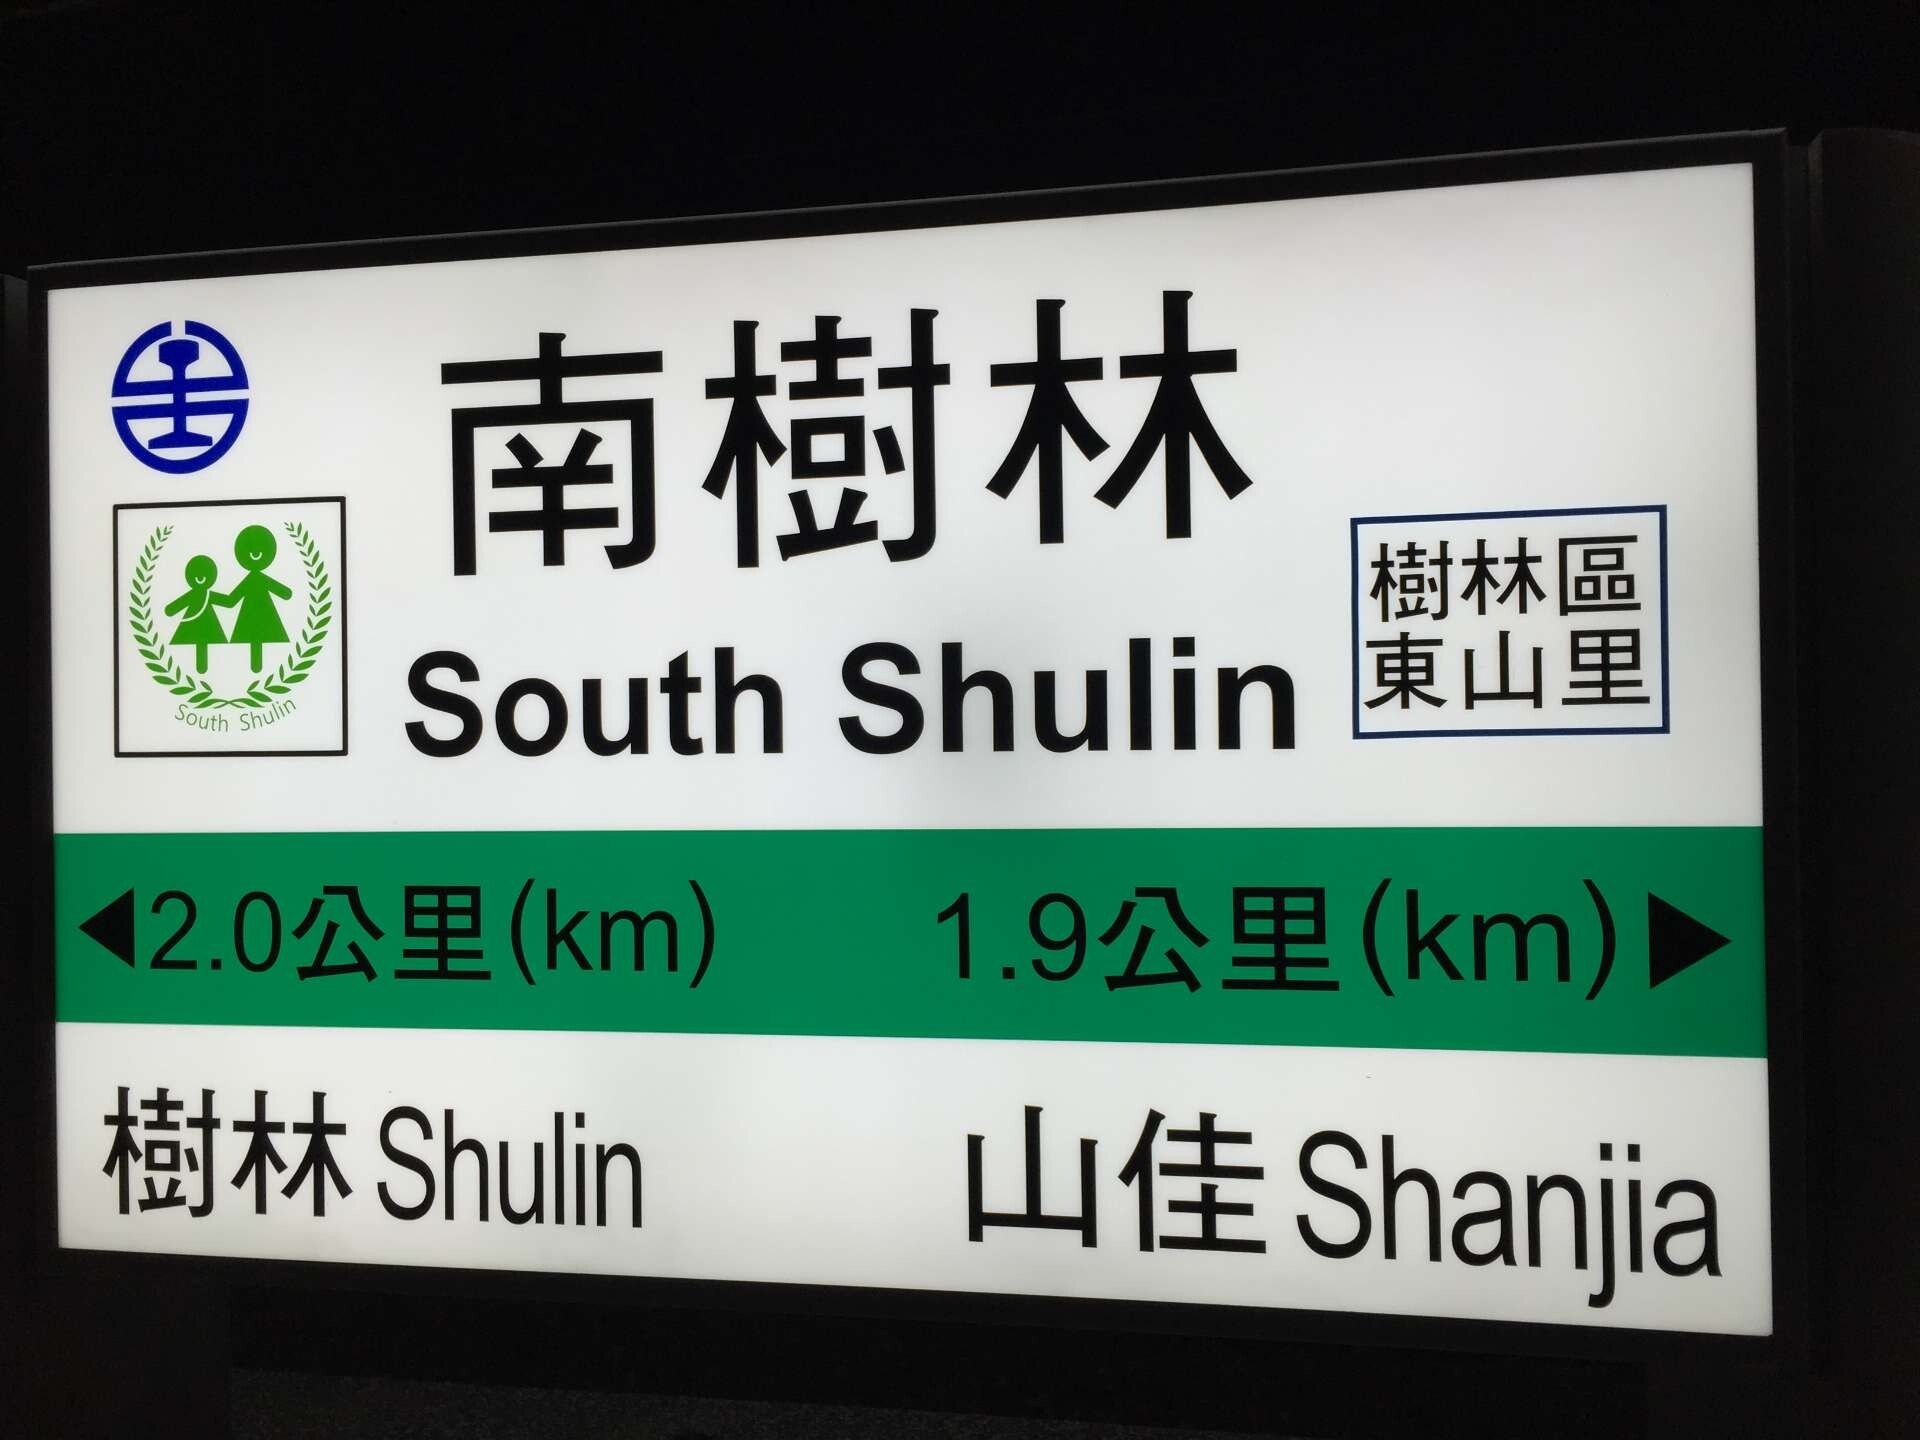 南樹林
South Shulin
South Shulin
樹林區
東山里
◀2.0公里(km)
1.9公里(km)▶
樹林 Shulin
山佳 Shanjia